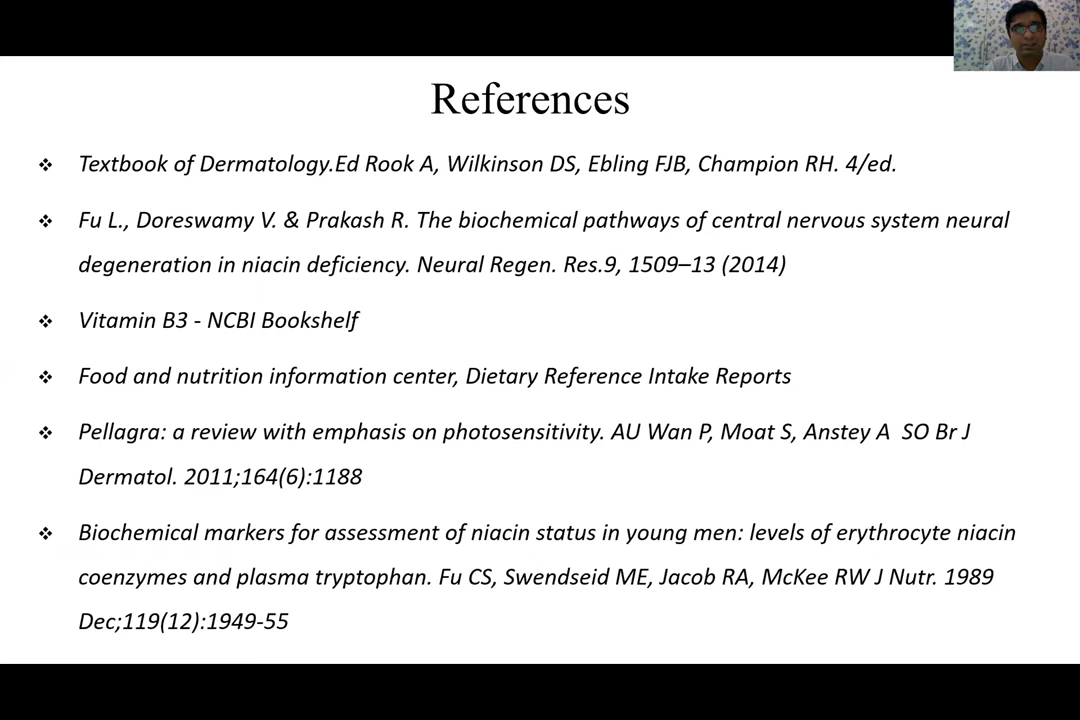 References
❖ Textbook of Dermatology.Ed Rook A, Wilkinson DS, Ebling FJB, Champion RH. 4/ed.
❖ Fu L., Doreswamy V. & Prakash R. The biochemical pathways of central nervous system neural
degeneration in niacin deficiency. Neural Regen. Res.9, 1509–13 (2014)
❖ Vitamin B3 - NCBI Bookshelf
❖ Food and nutrition information center, Dietary Reference Intake Reports
❖ Pellagra: a review with emphasis on photosensitivity. AU Wan P, Moat S, Anstey A  SO Br J
Dermatol. 2011;164(6):1188
❖ Biochemical markers for assessment of niacin status in young men: levels of erythrocyte niacin
coenzymes and plasma tryptophan. Fu CS, Swendseid ME, Jacob RA, McKee RW J Nutr. 1989
Dec;119(12):1949-55